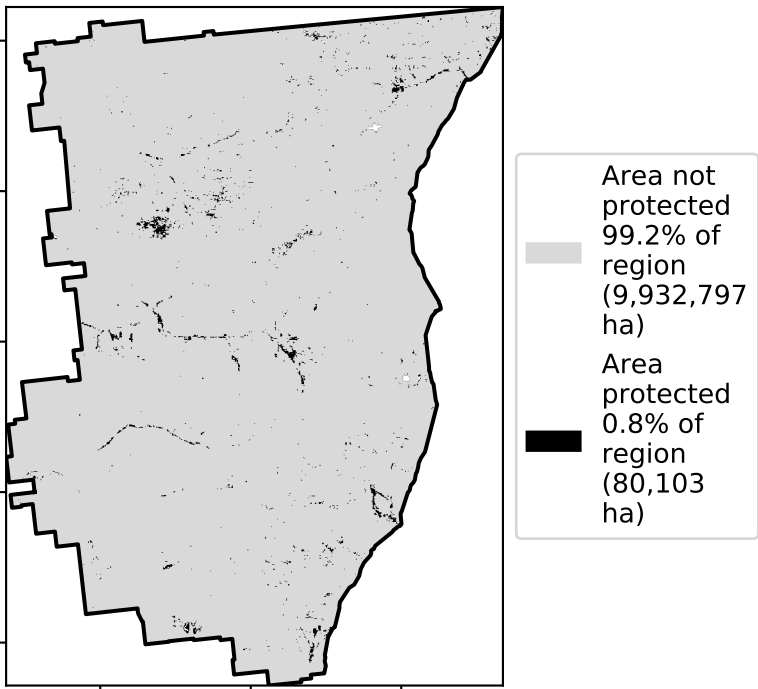 Area not
protected
99.2% of
region
(9,932,797
ha)
Area
protected
0.8% of
region
(80,103
ha)